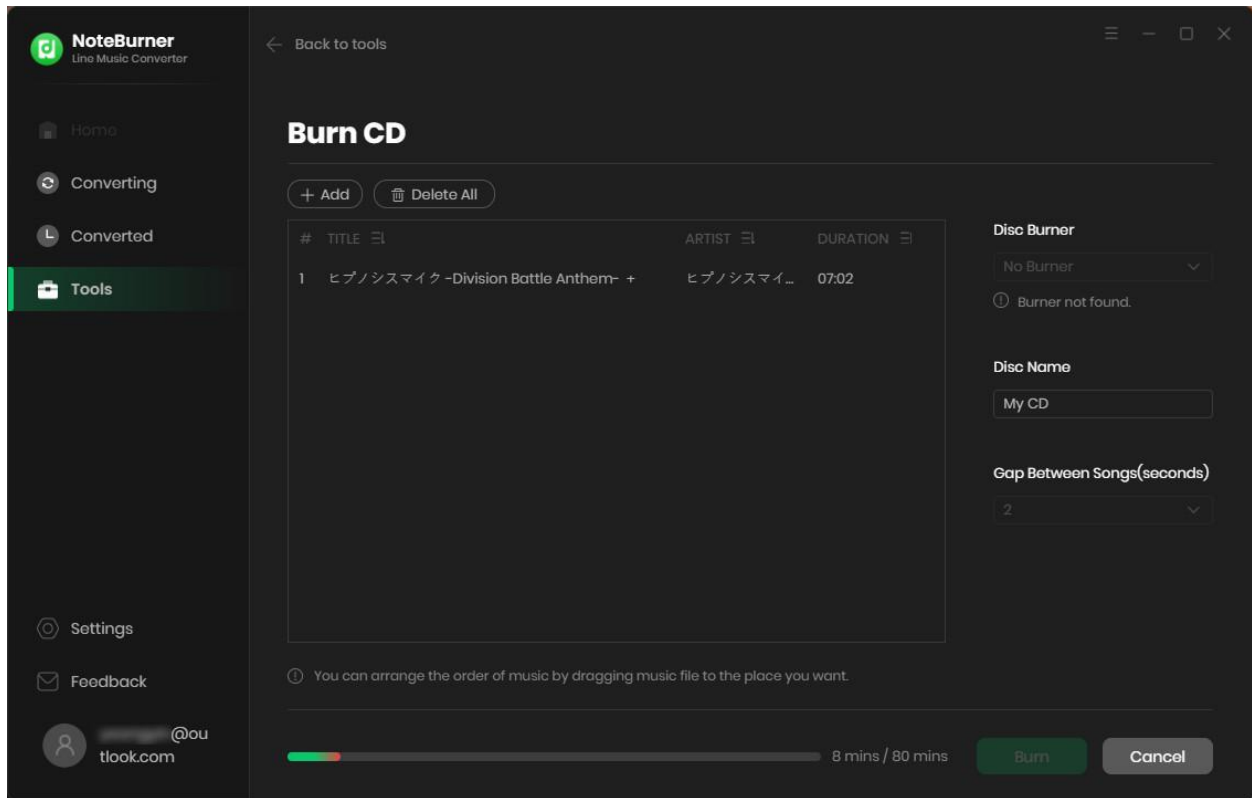 NoteBurner
Line Music Converter
Back to tools
Home
Converting
Converted
Tools
Settings
Feedback
@ou
tlook.com
Burn CD
+ Add
Delete All
# TITLE ARTIST DURATION
1 ヒプノシスマイク -Division Battle Anthem- + ヒプノシスマイ... 07:02
You can arrange the order of music by dragging music file to the place you want.
8 mins / 80 mins
Disc Burner
No Burner
Burner not found.
Disc Name
My CD
Gap Between Songs(seconds)
2
Burn
Cancel